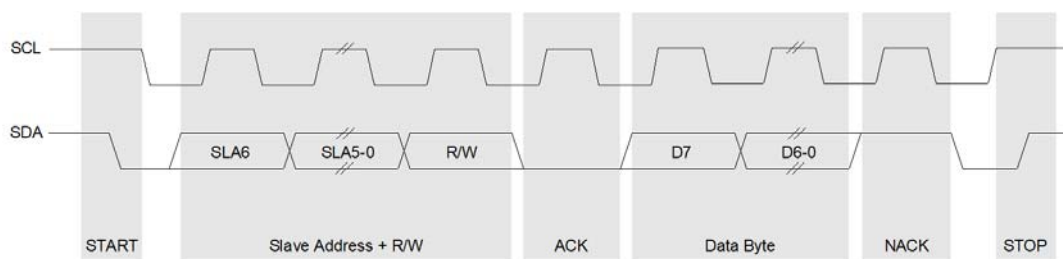 SCL
SDA
SLA6 SLA5-0 R/W D7 D6-0
START Slave Address + R/W ACK Data Byte NACK STOP